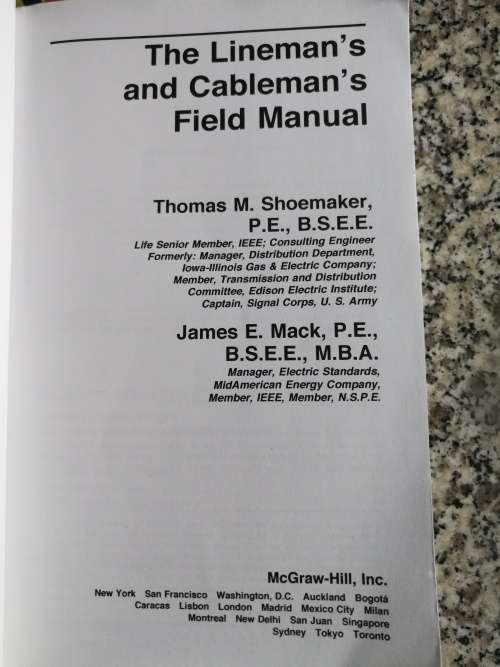 The Lineman's
and Cableman's
Field Manual
Thomas M. Shoemaker,
P.E., B.S.E.E.
Life Senior Member, IEEE; Consulting Engineer
Formerly: Manager, Distribution Department,
Iowa-Illinois Gas & Electric Company;
Member, Transmission and Distribution
Committee, Edison Electric Institute;
Captain, Signal Corps, U. S. Army
James E. Mack, P.E.,
B.S.E.E., M.B.A.
Manager, Electric Standards,
MidAmerican Energy Company,
Member, IEEE, Member, N.S.P.E.
McGraw-Hill, Inc.
New York San Francisco Washington, D.C. Auckland Bogotá
Caracas Lisbon London Madrid Mexico City Milan
Montreal New Delhi San Juan Singapore
Sydney Tokyo Toronto